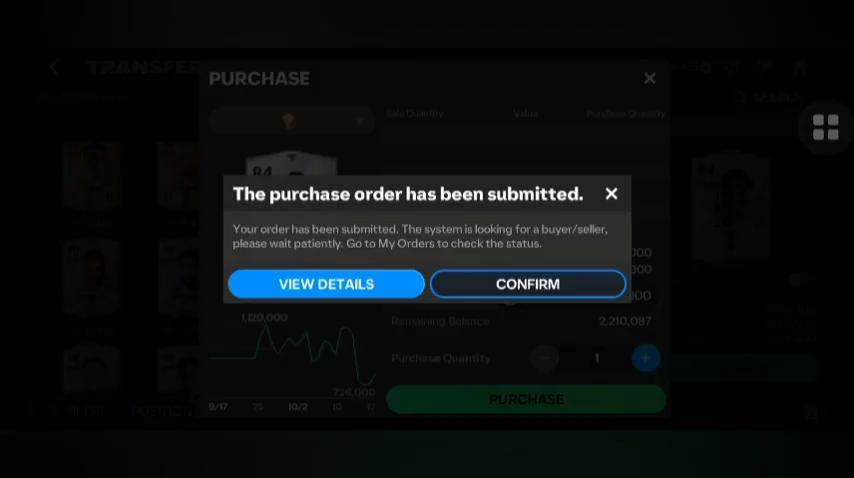 TRANSFER
PURCHASE
Sale Quantity
Value
Purchase Quantity
SEARCH
84
84
The purchase order has been submitted.
Your order has been submitted. The system is looking for a buyer/seller,
please wait patiently. Go to My Orders to check the status.
VIEW DETAILS
CONFIRM
1,120,000
Remaining Balance
2,210,087
Purchase Quantity
1
726,000
PURCHASE
9/17
25
10/2
10
17
FILTER
POSITION